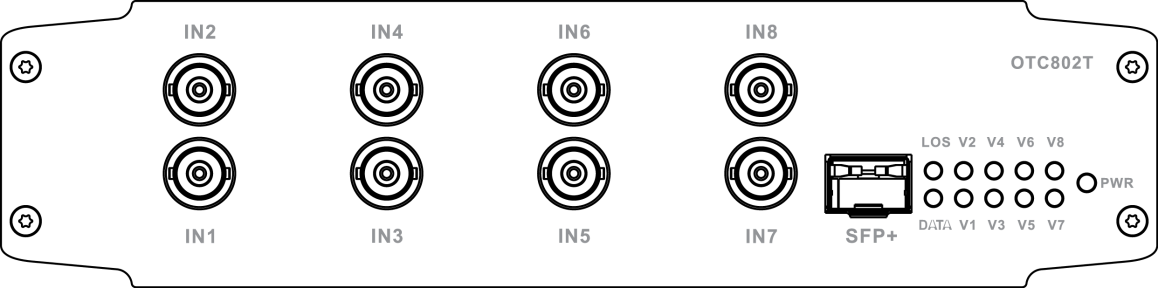 IN2 IN4 IN6 IN8
OTC802T
LOS V2 V4 V6 V8
PWR
DATA V1 V3 V5 V7
IN1 IN3 IN5 IN7 SFP+